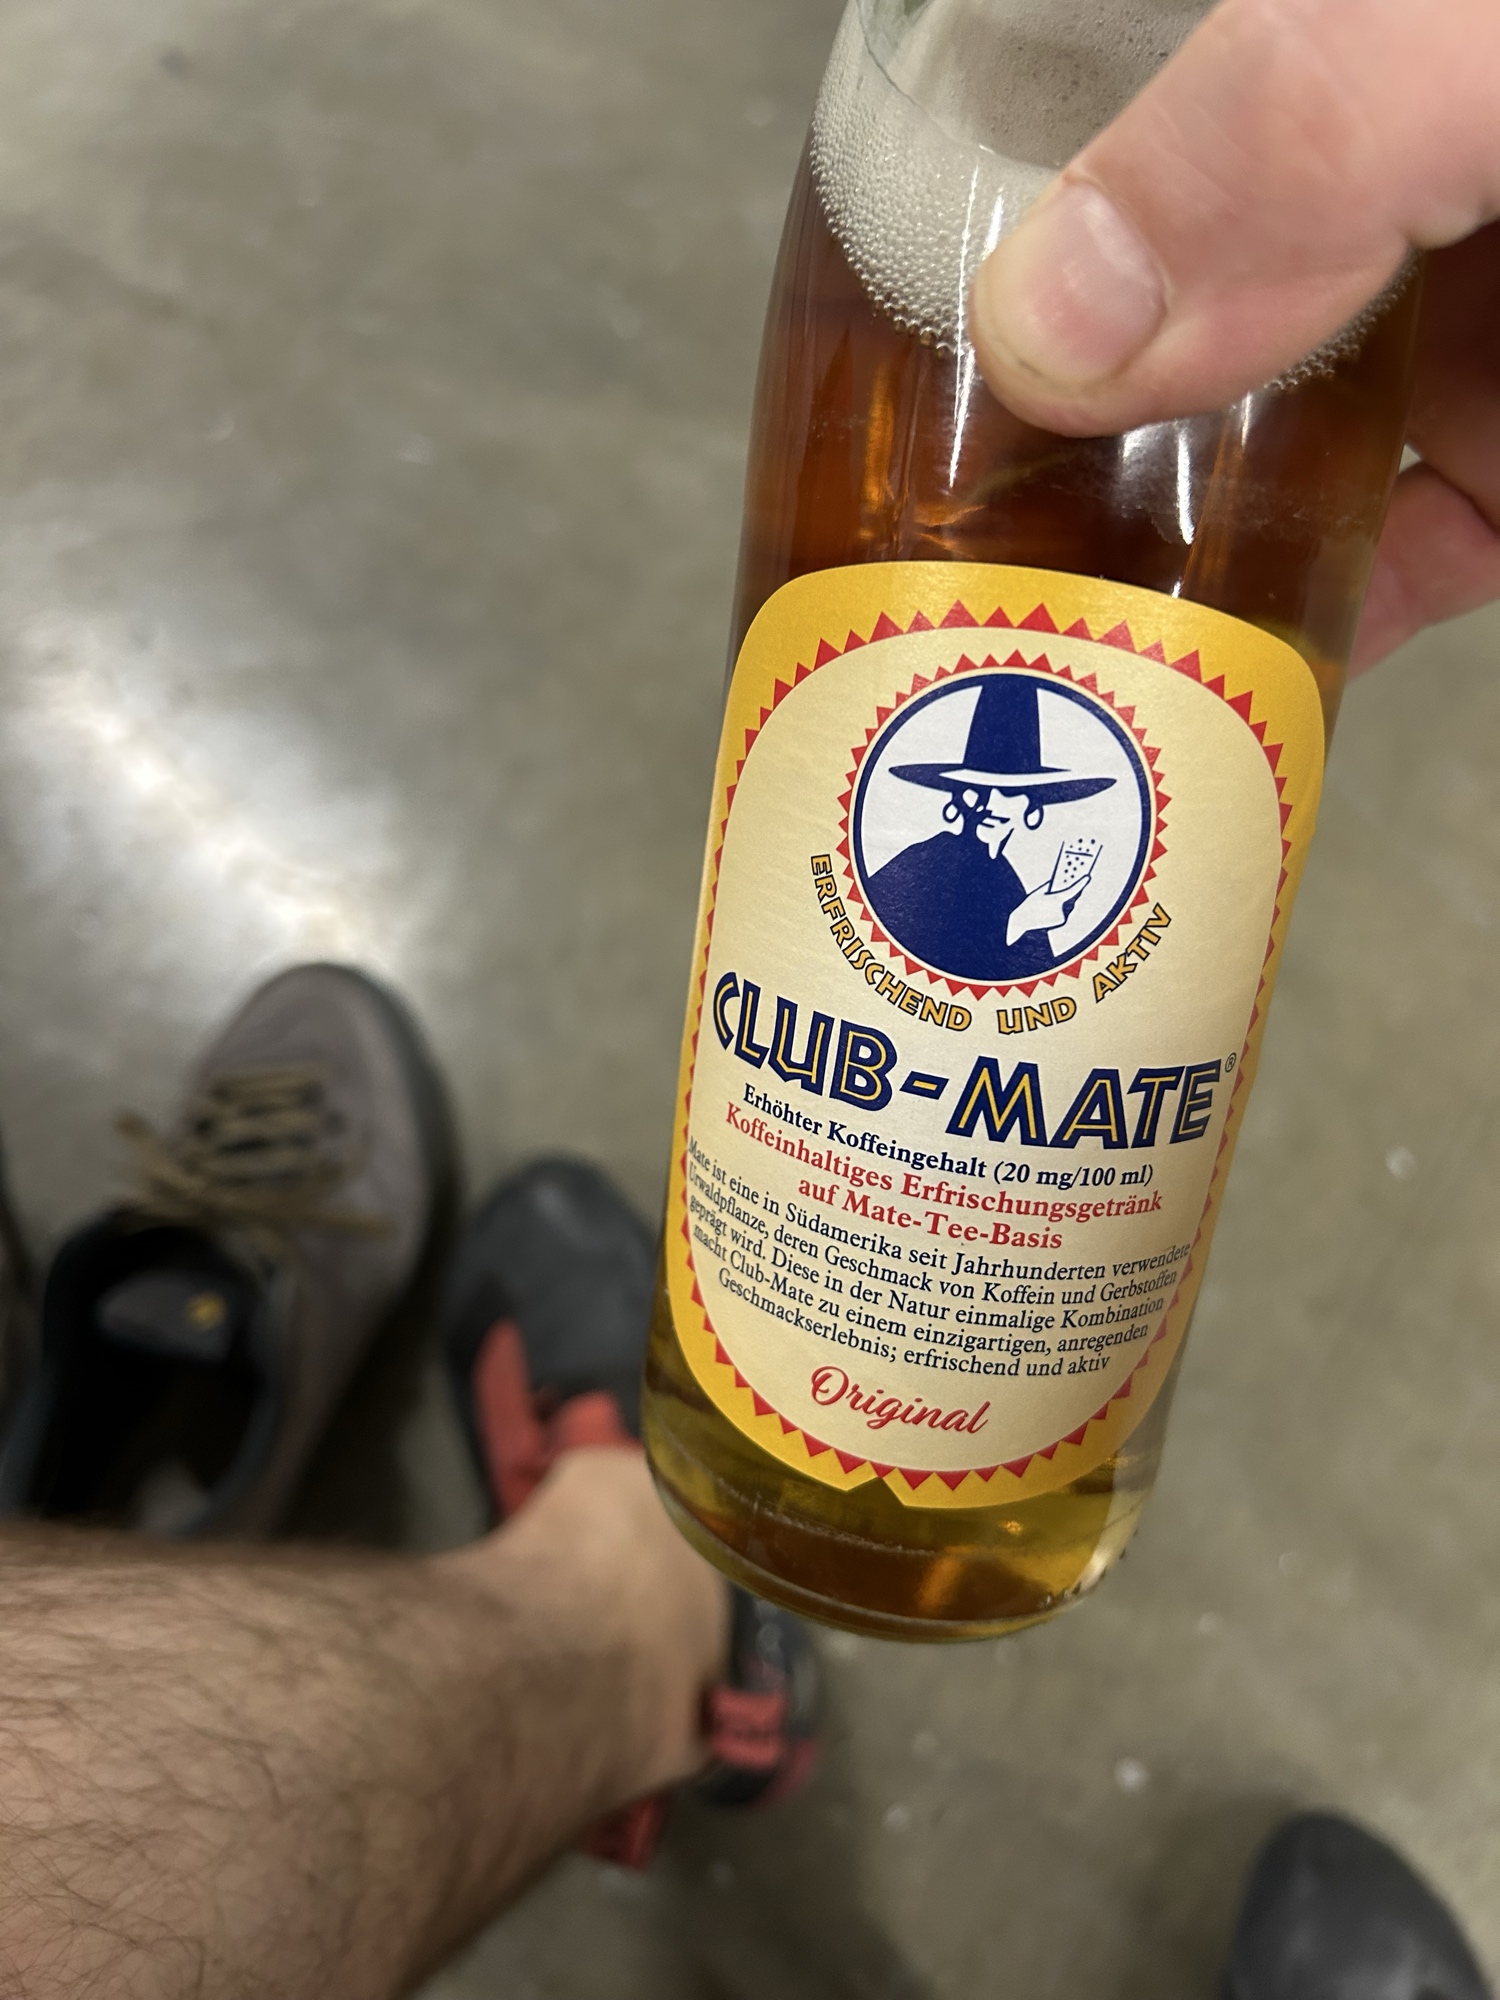 ERFRISCHEND UND AKTIV
CLUB-MATE®
Erhöhter Koffeingehalt (20 mg/100 ml)
Koffeinhaltiges Erfrischungsgetränk
auf Mate-Tee-Basis
Mate ist eine in Südamerika seit Jahrhunderten verwendete
Urwaldpflanze, deren Geschmack von Koffein und Gerbstoffen
geprägt wird. Diese in der Natur einmalige Kombination
macht Club-Mate zu einem einzigartigen, anregenden
Geschmackserlebnis; erfrischend und aktiv
Original